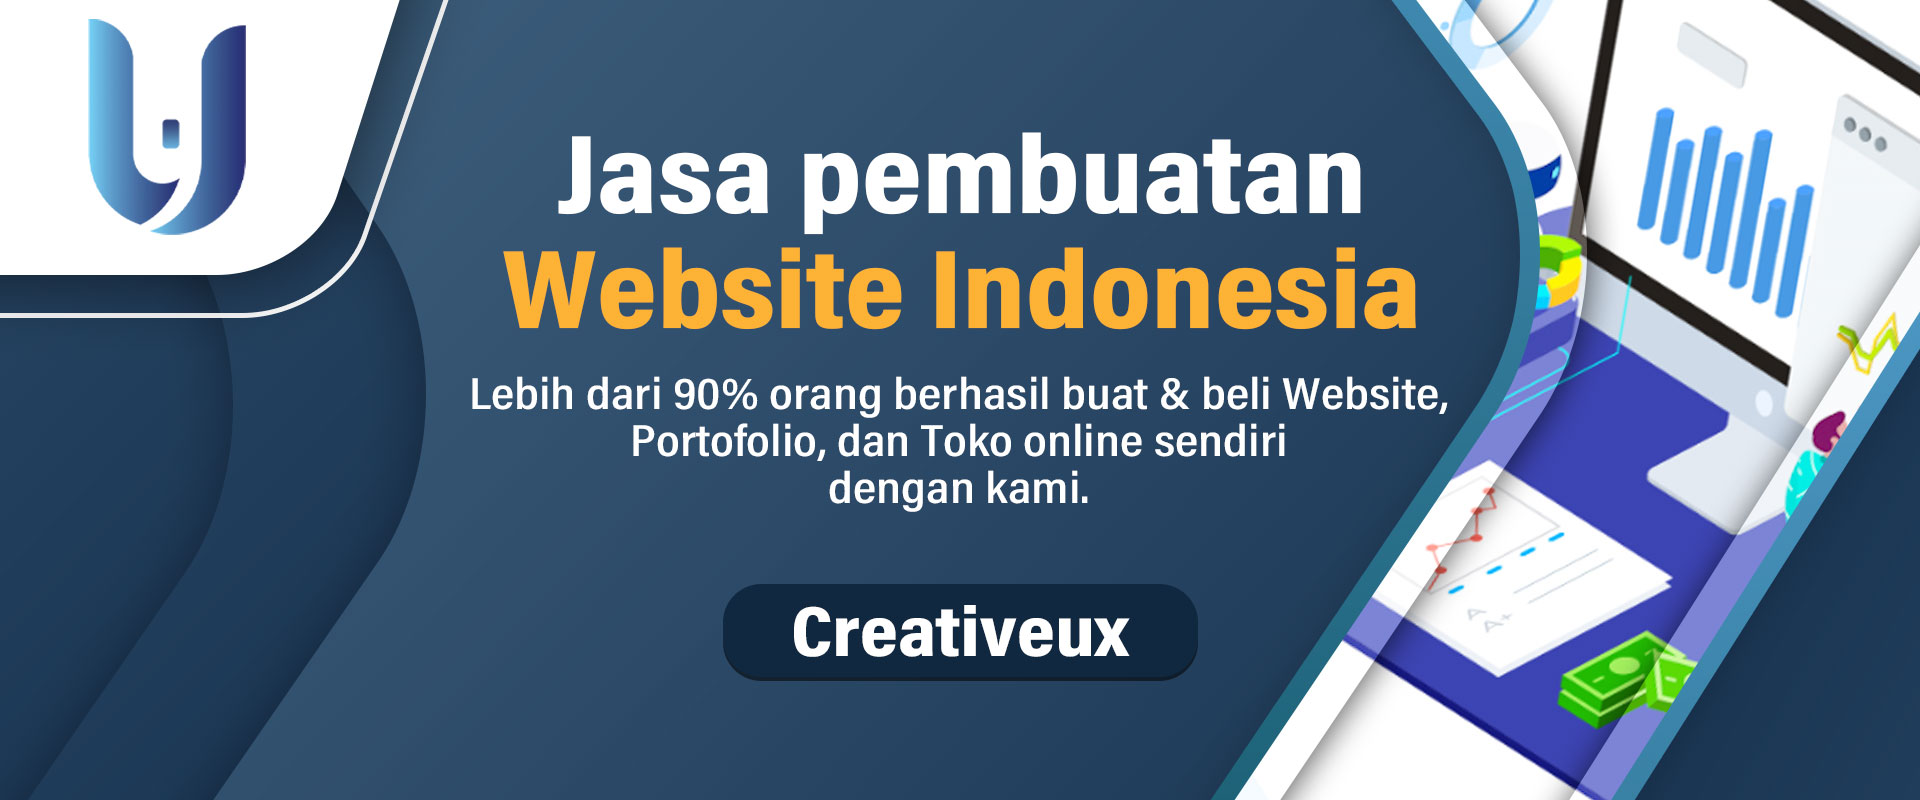 Jasa pembuatan
Website Indonesia
Lebih dari 90% orang berhasil buat & beli Website,
Portofolio, dan Toko online sendiri
dengan kami.
Creativeux
A
A+